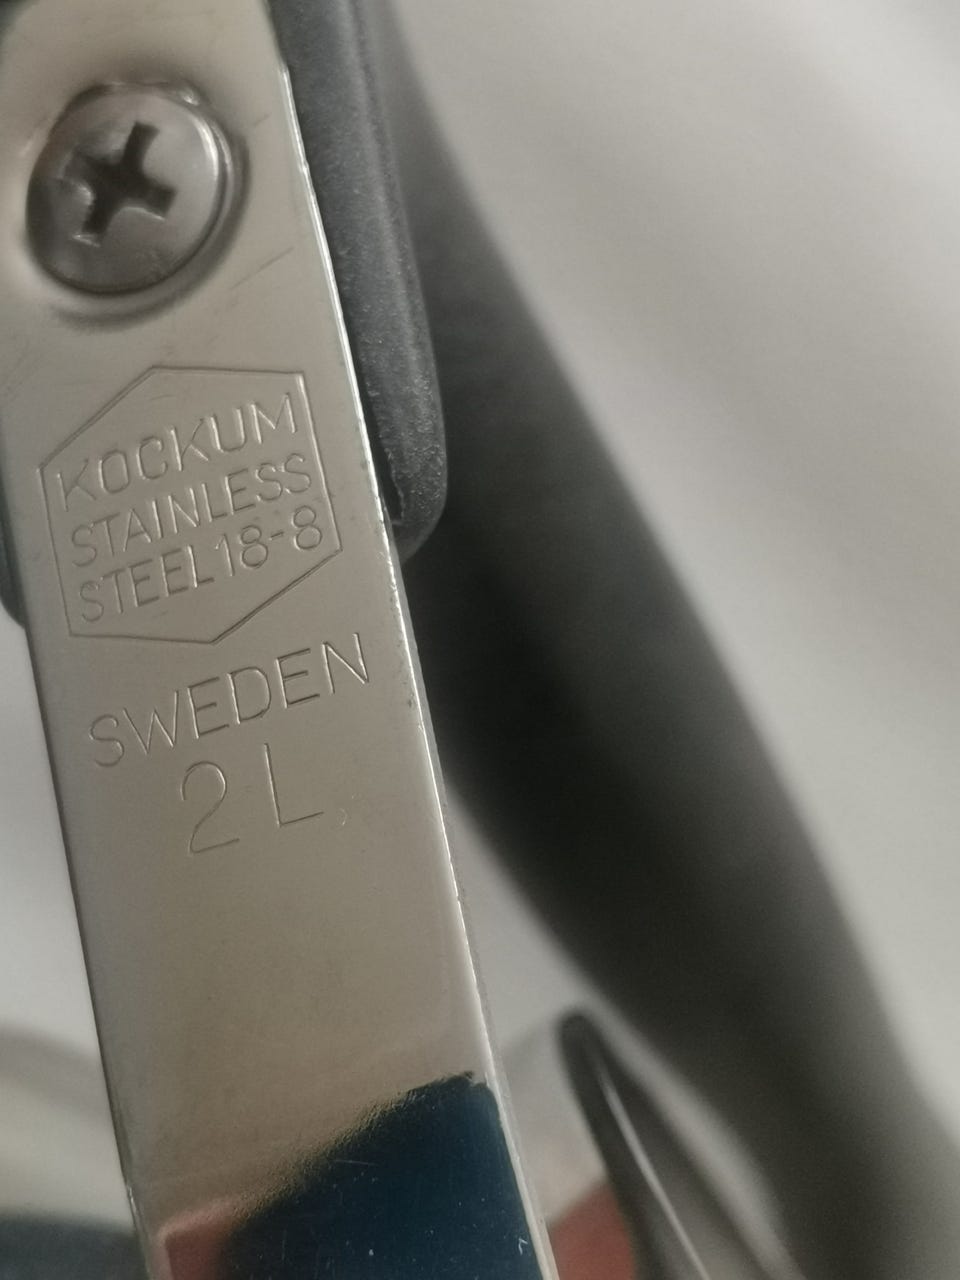 KOCKUM
STAINLESS
STEEL 18-8
SWEDEN
2 L